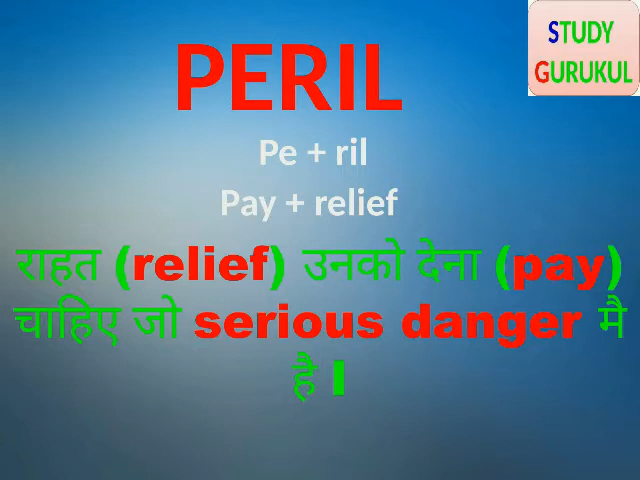 STUDY
GURUKUL
PERIL
Pe + ril
Pay + relief
राहत (relief) उनको देना (pay)
चाहिए जो serious danger मै
है I